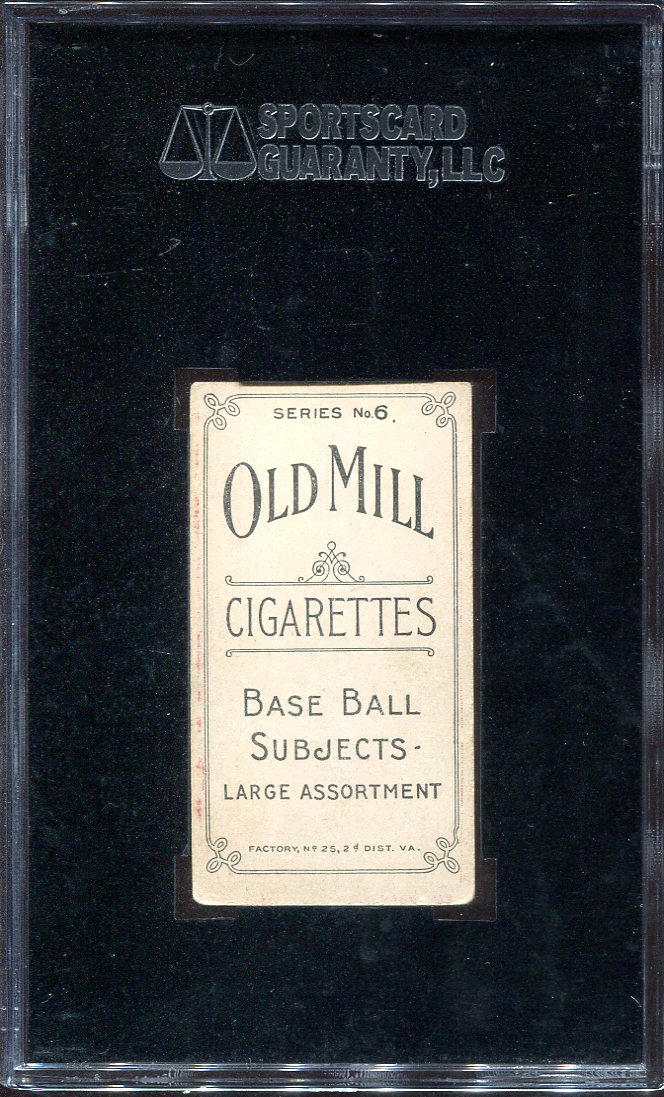 SPORTSCARD
GUARANTY, LLC
SERIES No. 6.
OLD MILL
CIGARETTES
BASE BALL
SUBJECTS-
LARGE ASSORTMENT
FACTORY, Nº 25, 2d DIST. VA.